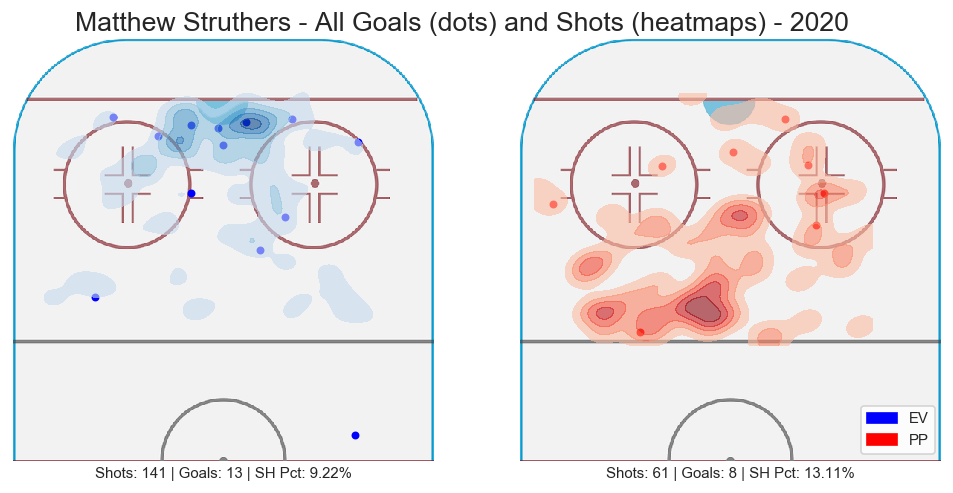 Matthew Struthers - All Goals (dots) and Shots (heatmaps) - 2020
EV
PP
Shots: 141 | Goals: 13 | SH Pct: 9.22%
Shots: 61 | Goals: 8 | SH Pct: 13.11%